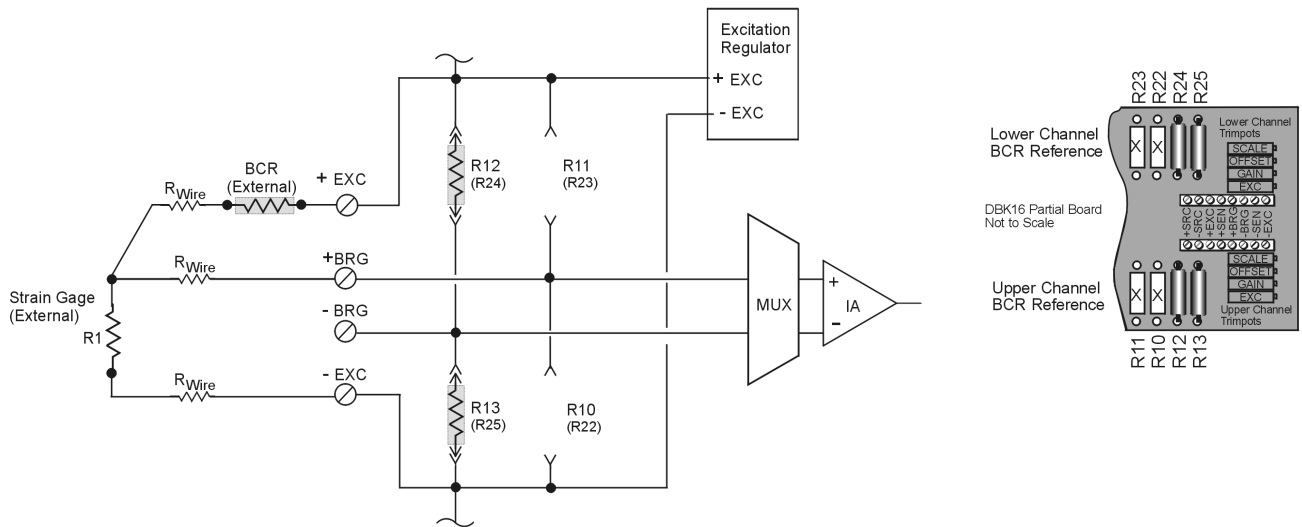 Excitation
Regulator
+ EXC
- EXC
R12
(R24)
R11
(R23)
BCR
(External)
+ EXC
RWire
RWire
+BRG
- BRG
Strain Gage
(External)
R1
RWire
- EXC
R13
(R25)
R10
(R22)
MUX
+
IA
-
R23
R22
R24
R25
Lower Channel
BCR Reference
X
X
Lower Channel
Trimpots
SCALE
OFFSET
GAIN
EXC
DBK16 Partial Board
Not to Scale
+SRC
-SRC
+EXC
+SEN
+BRG
-BRG
-SEN
-EXC
Upper Channel
BCR Reference
X
X
SCALE
OFFSET
GAIN
EXC
Upper Channel
Trimpots
R11
R10
R12
R13